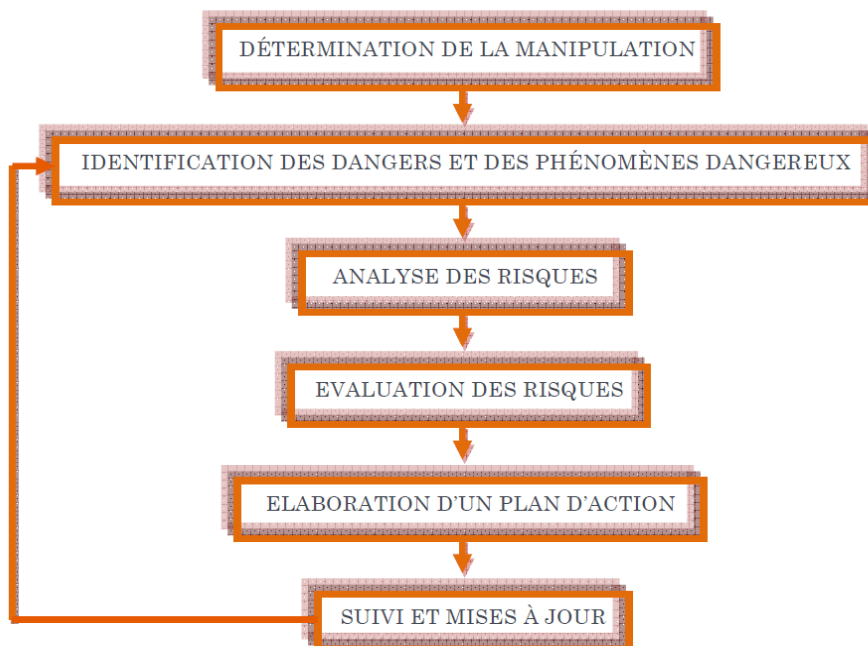 DÉTERMINATION DE LA MANIPULATION
IDENTIFICATION DES DANGERS ET DES PHÉNOMÈNES DANGEREUX
ANALYSE DES RISQUES
EVALUATION DES RISQUES
ELABORATION D'UN PLAN D'ACTION
SUIVI ET MISES À JOUR